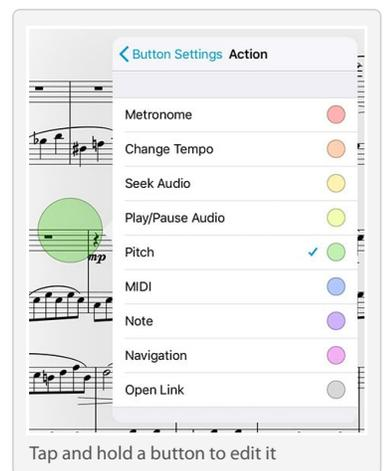 Button Settings Action
Metronome
Change Tempo
Seek Audio
Play/Pause Audio
Pitch
MIDI
Note
Navigation
Open Link
mp
Tap and hold a button to edit it